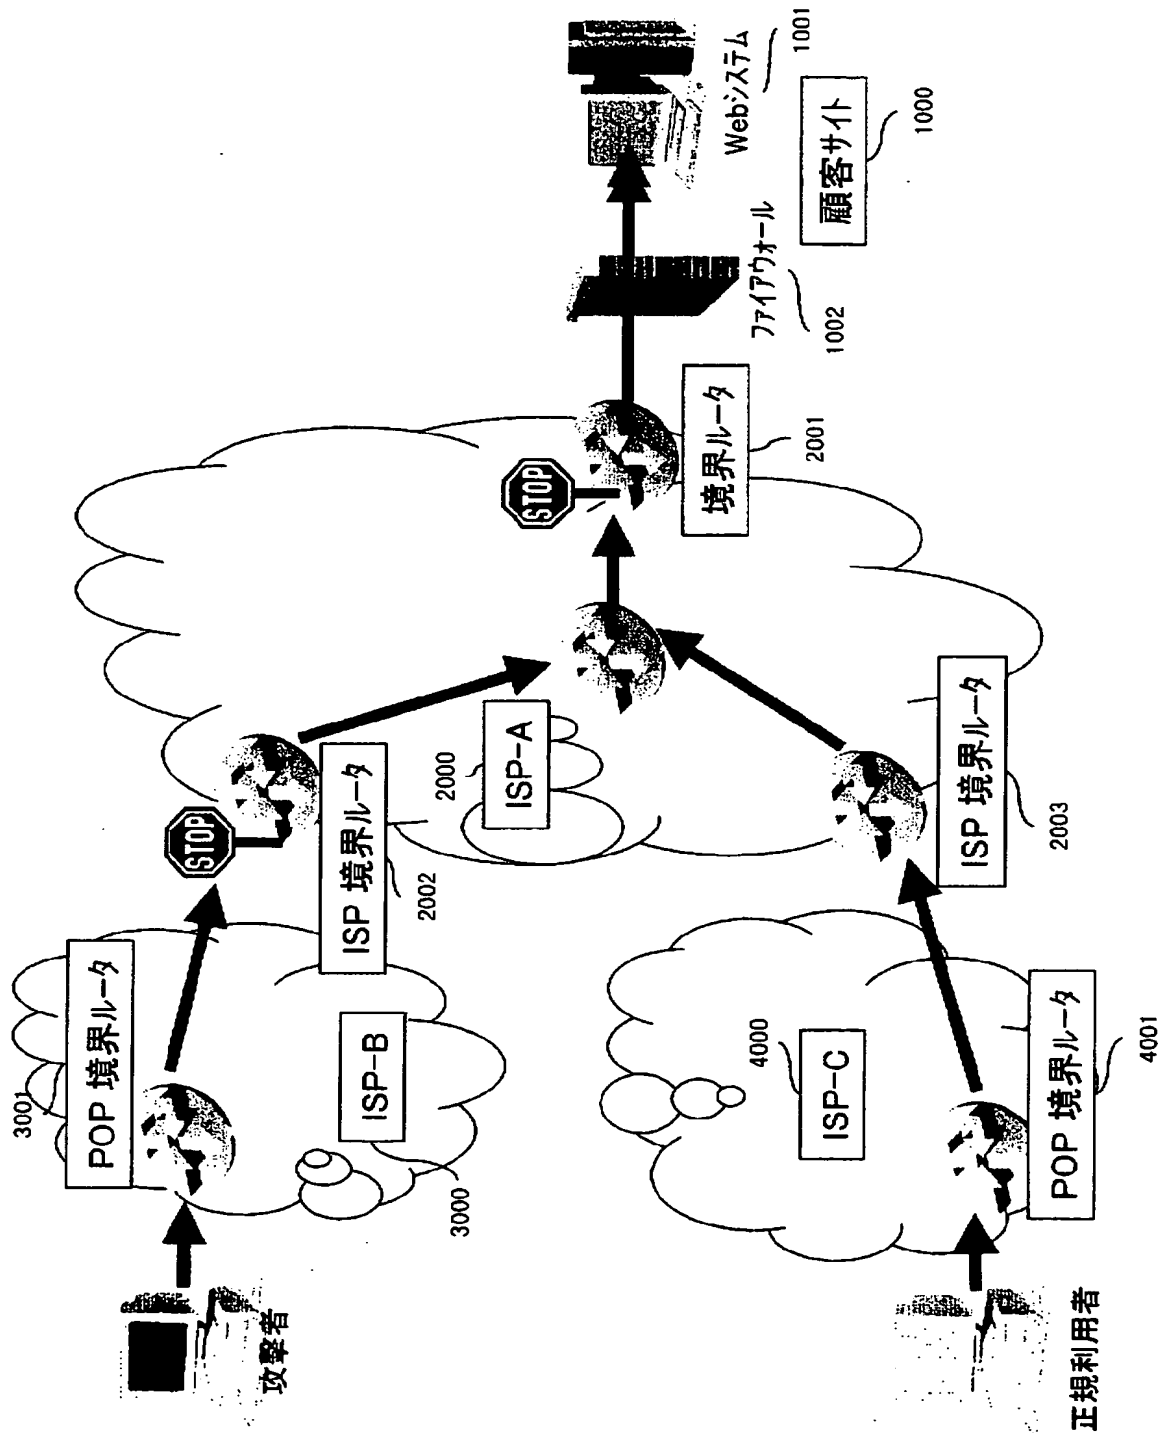 攻撃者
POP 境界ルータ
3001
ISP-B
3000
STOP
ISP 境界ルータ
2002
ISP-A
2000
STOP
境界ルータ
2001
ファイアウォール
1002
Webシステム
1001
顧客サイト
1000
正規利用者
POP 境界ルータ
4001
ISP-C
4000
ISP 境界ルータ
2003